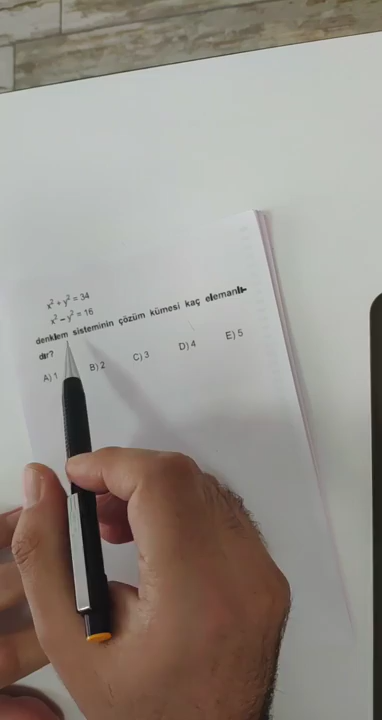 x² + y² = 34
x² – y² = 16
denklem sisteminin çözüm kümesi kaç elemanlı-
dır?
A) 1 B) 2 C) 3 D) 4 E) 5